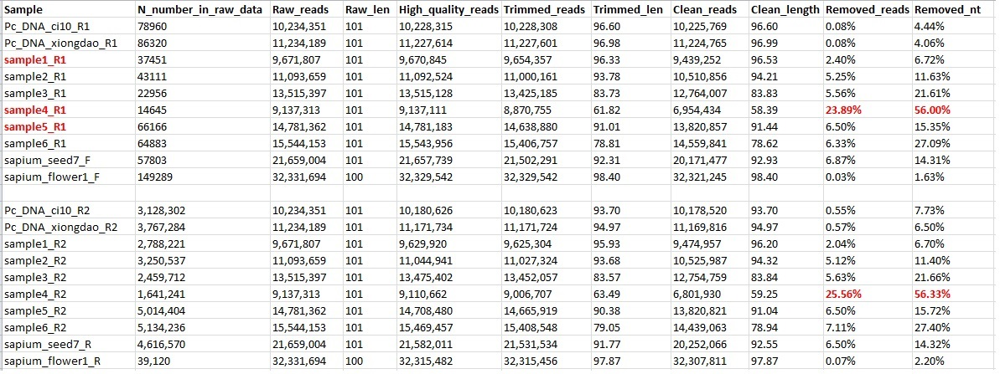 Sample N_number_in_raw_data Raw_reads Raw_len High_quality_reads Trimmed_reads Trimmed_len Clean_reads Clean_length Removed_reads Removed_nt
Pc_DNA_ci10_R1 78960 10,234,351 101 10,228,315 10,228,308 96.60 10,225,769 96.60 0.08% 4.44%
Pc_DNA_xiongdao_R1 86320 11,234,189 101 11,227,614 11,227,601 96.98 11,224,765 96.99 0.08% 4.06%
sample1_R1 37451 9,671,807 101 9,670,845 9,654,357 96.33 9,439,252 96.53 2.40% 6.72%
sample2_R1 43111 11,093,659 101 11,092,524 11,000,161 93.78 10,510,856 94.21 5.25% 11.63%
sample3_R1 22956 13,515,397 101 13,515,128 13,425,185 83.73 12,764,007 83.83 5.56% 21.61%
sample4_R1 14645 9,137,313 101 9,137,111 8,870,755 61.82 6,954,434 58.39 23.89% 56.00%
sample5_R1 66166 14,781,362 101 14,781,183 14,638,880 91.01 13,820,857 91.44 6.50% 15.35%
sample6_R1 64883 15,544,153 101 15,543,956 15,406,757 78.81 14,559,841 78.62 6.33% 27.09%
sapium_seed7_F 57803 21,659,004 101 21,657,739 21,502,291 92.31 20,171,477 92.93 6.87% 14.31%
sapium_flower1_F 149289 32,331,694 100 32,329,542 32,329,542 98.40 32,321,245 98.40 0.03% 1.63%
Pc_DNA_ci10_R2 3,128,302 10,234,351 101 10,180,626 10,180,623 93.70 10,178,520 93.70 0.55% 7.73%
Pc_DNA_xiongdao_R2 3,767,284 11,234,189 101 11,171,734 11,171,724 94.97 11,169,816 94.97 0.57% 6.50%
sample1_R2 2,788,221 9,671,807 101 9,629,920 9,625,304 95.93 9,474,957 96.20 2.04% 6.70%
sample2_R2 3,250,537 11,093,659 101 11,044,941 11,027,324 93.68 10,525,987 94.32 5.12% 11.40%
sample3_R2 2,459,712 13,515,397 101 13,475,402 13,452,057 83.57 12,754,759 83.84 5.63% 21.66%
sample4_R2 1,641,241 9,137,313 101 9,110,662 9,006,707 63.49 6,801,930 59.25 25.56% 56.33%
sample5_R2 5,014,404 14,781,362 101 14,708,480 14,665,919 90.38 13,820,821 91.04 6.50% 15.72%
sample6_R2 5,134,236 15,544,153 101 15,469,457 15,408,548 79.05 14,439,063 78.94 7.11% 27.40%
sapium_seed7_R 4,616,570 21,659,004 101 21,582,011 21,531,534 91.77 20,252,066 92.55 6.50% 14.32%
sapium_flower1_R 39,120 32,331,694 100 32,315,482 32,315,456 97.87 32,307,811 97.87 0.07% 2.20%